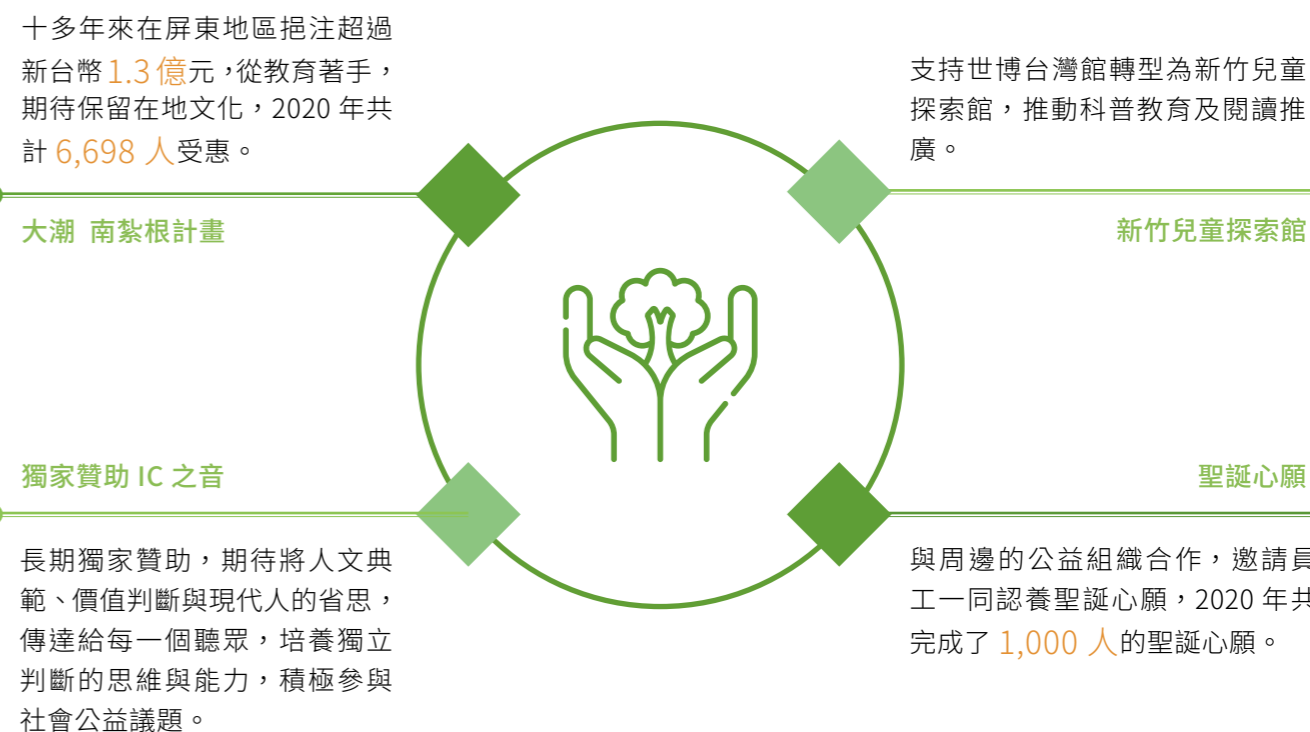 十多年來在屏東地區挹注超過
新台幣 1.3 億元，從教育著手，
期待保留在地文化，2020 年共
計 6,698 人受惠。
大潮 南紮根計畫
支持世博台灣館轉型為新竹兒童
探索館，推動科普教育及閱讀推
廣。
新竹兒童探索館
獨家贊助 IC 之音
長期獨家贊助，期待將人文典
範、價值判斷與現代人的省思，
傳達給每一個聽眾，培養獨立
判斷的思維與能力，積極參與
社會公益議題。
聖誕心願
與周邊的公益組織合作，邀請員
工一同認養聖誕心願，2020 年共
完成了 1,000 人的聖誕心願。